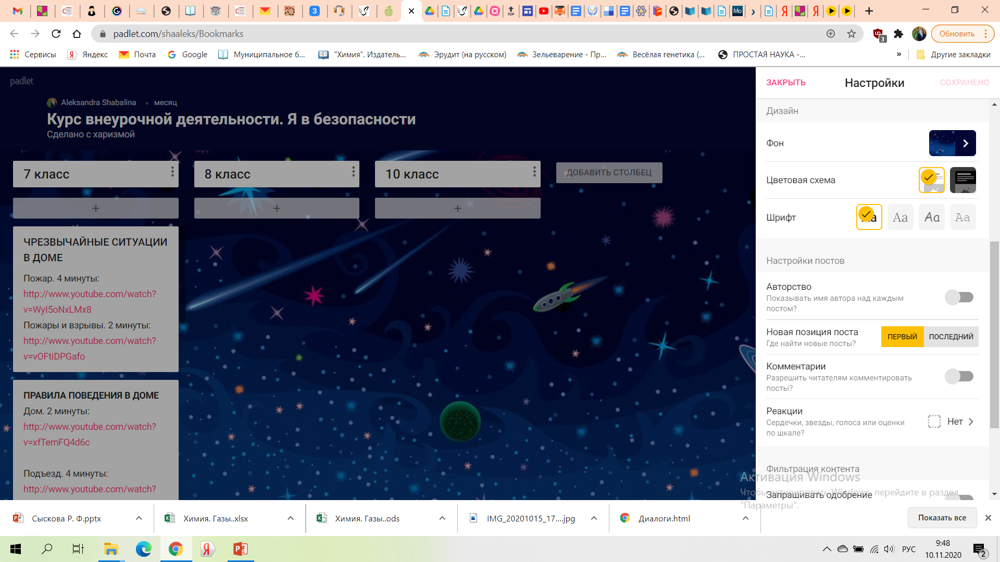 padlet.com/shaaleks/Bookmarks
3
Обновить
Сервисы
Яндекс
Почта
Google
Муниципальное б...
"Химия". Издатель...
Эрудит (на русском)
Зельеварение - Пр...
Весёлая генетика (...
ПРОСТАЯ НАУКА -...
»
Другие закладки
padlet
Aleksandra Shabalina • месяц
Курс внеурочной деятельности. Я в безопасности
Сделано с харизмой
7 класс
8 класс
10 класс
ДОБАВИТЬ СТОЛБЕЦ
+
+
+
ЧРЕЗВЫЧАЙНЫЕ СИТУАЦИИ
В ДОМЕ
Пожар. 4 минуты:
http://www.youtube.com/watch?
v=WyI5oNxLMx8
Пожары и взрывы. 2 минуты:
http://www.youtube.com/watch?
v=vOFtiDPGafo
ПРАВИЛА ПОВЕДЕНИЯ В ДОМЕ
Дом. 2 минуты:
http://www.youtube.com/watch?
v=xfTemFQ4d6c
Подъезд. 4 минуты:
http://www.youtube.com/watch?
ЗАКРЫТЬ
Настройки
СОХРАНЕНО
Дизайн
Фон
Цветовая схема
Шрифт
Aa Aa Aa
Настройки постов
Авторство
Показывать имя автора над каждым
постом?
Новая позиция поста
Где найти новые посты?
ПЕРВЫЙ
ПОСЛЕДНИЙ
Комментарии
Разрешить читателям комментировать
посты?
Реакции
Сердечки, звезды, голоса или оценки
по шкале?
Нет
Фильтрация контента
Запрашивать одобрение
Активация Windows
Чтобы активировать Windows, перейдите в раздел
"Параметры".
Сыскова Р. Ф.pptx
Химия. Газы..xlsx
Химия. Газы..ods
IMG_20201015_17....jpg
Диалоги.html
Показать все
РУС
9:48
10.11.2020
2